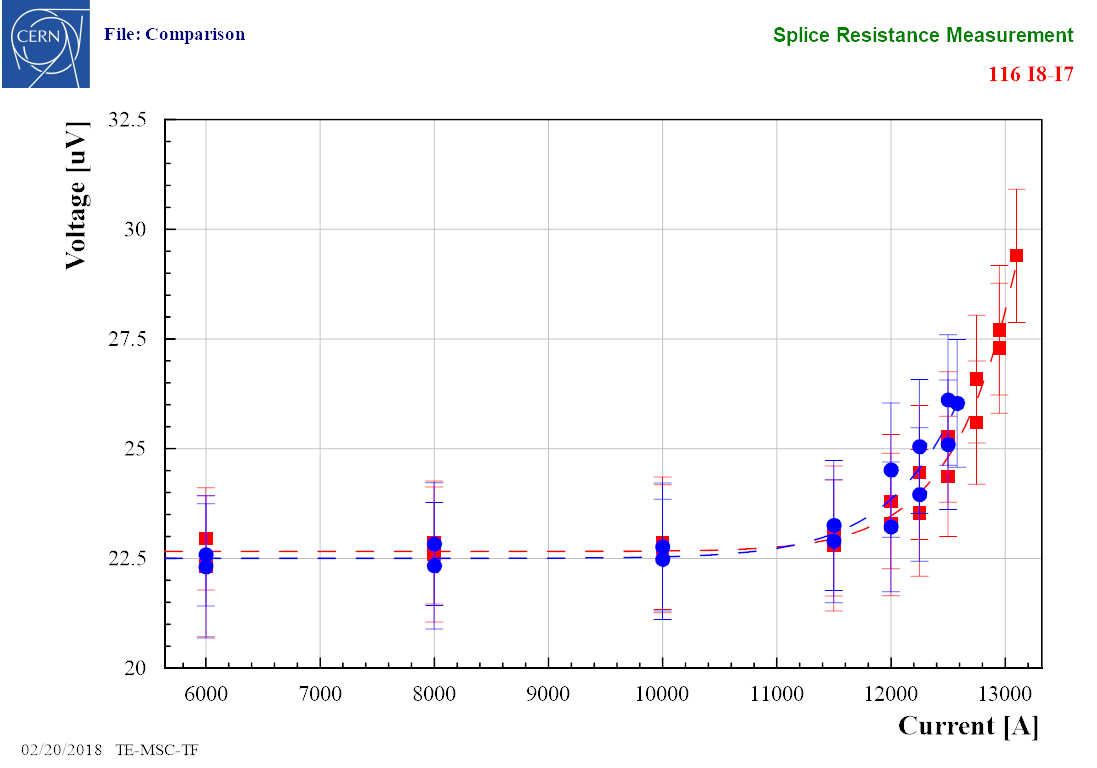 CERN
File: Comparison
Splice Resistance Measurement
116 I8-I7
Voltage [uV]
32.5
30
27.5
25
22.5
20
6000 7000 8000 9000 10000 11000 12000 13000
Current [A]
02/20/2018 TE-MSC-TF